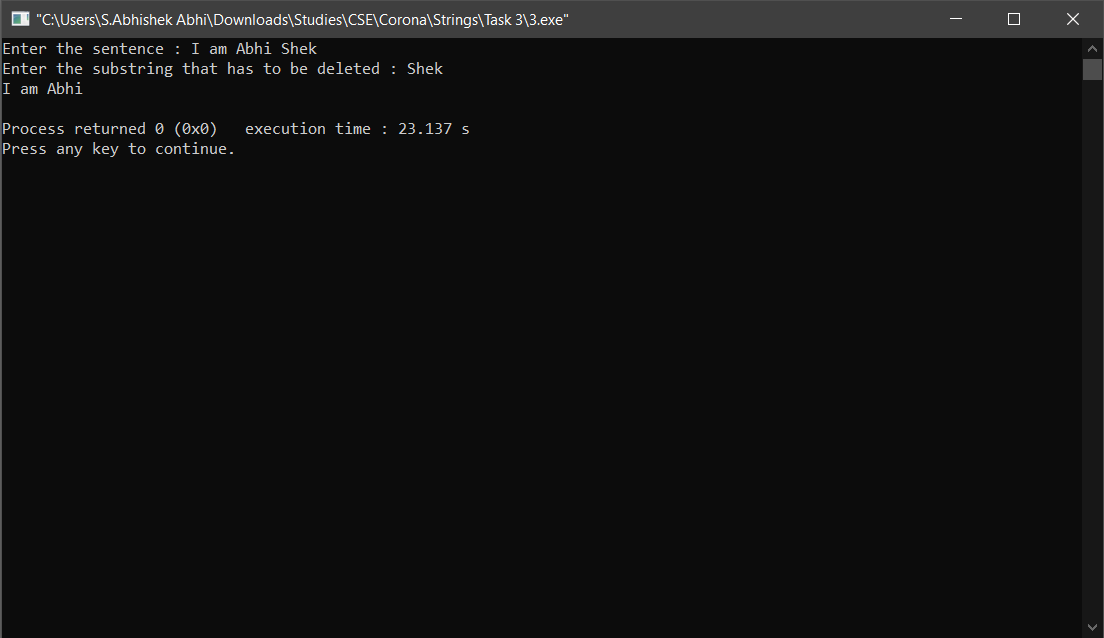 "C:\Users\S.Abhishek Abhi\Downloads\Studies\CSE\Corona\Strings\Task 3\3.exe"
Enter the sentence : I am Abhi Shek
Enter the substring that has to be deleted : Shek
I am Abhi
Process returned 0 (0x0)   execution time : 23.137 s
Press any key to continue.